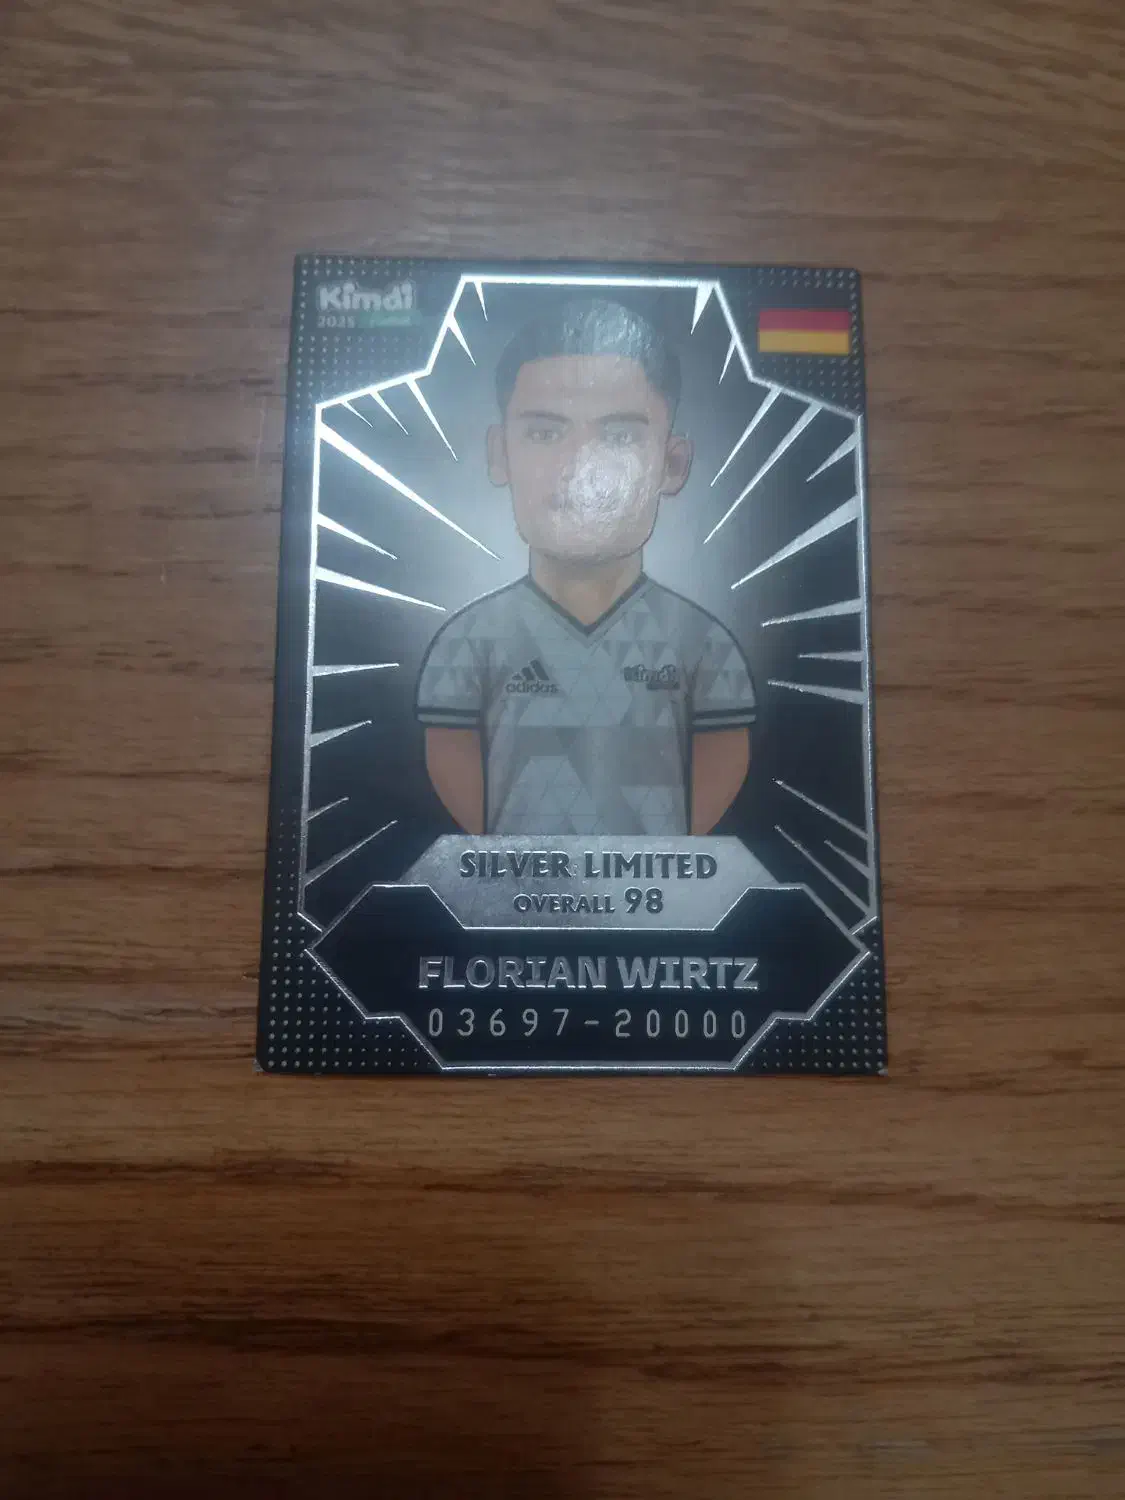 Kimdi
2025
adidas
Kimdi
SILVER LIMITED
OVERALL 98
FLORIAN WIRTZ
03697-20000